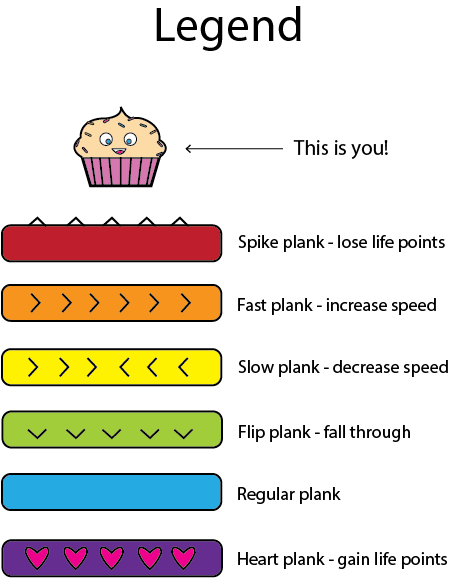 Legend
This is you!
Spike plank - lose life points
Fast plank - increase speed
Slow plank - decrease speed
Flip plank - fall through
Regular plank
Heart plank - gain life points